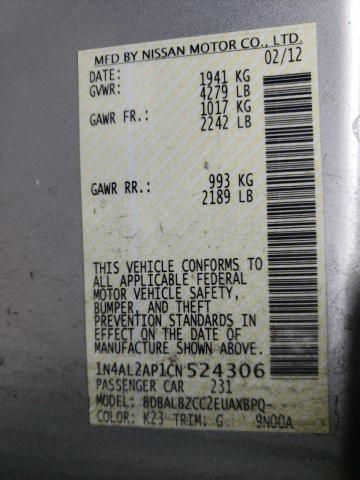 MFD BY NISSAN MOTOR CO., LTD.
DATE: 02/12
GVWR: 1941 KG
4279 LB
GAWR FR.: 1017 KG
2242 LB
GAWR RR.: 993 KG
2189 LB
THIS VEHICLE CONFORMS TO
ALL APPLICABLE FEDERAL
MOTOR VEHICLE SAFETY,
BUMPER, AND THEFT
PREVENTION STANDARDS
IN EFFECT ON THE DATE OF
MANUFACTURE SHOWN ABOVE.
1N4AL2AP1CN524306
PASSENGER CAR 231
MODEL: BDBALBZCC2EUAXBPQ-
COLOR: K23 TRIM: G 9N00A